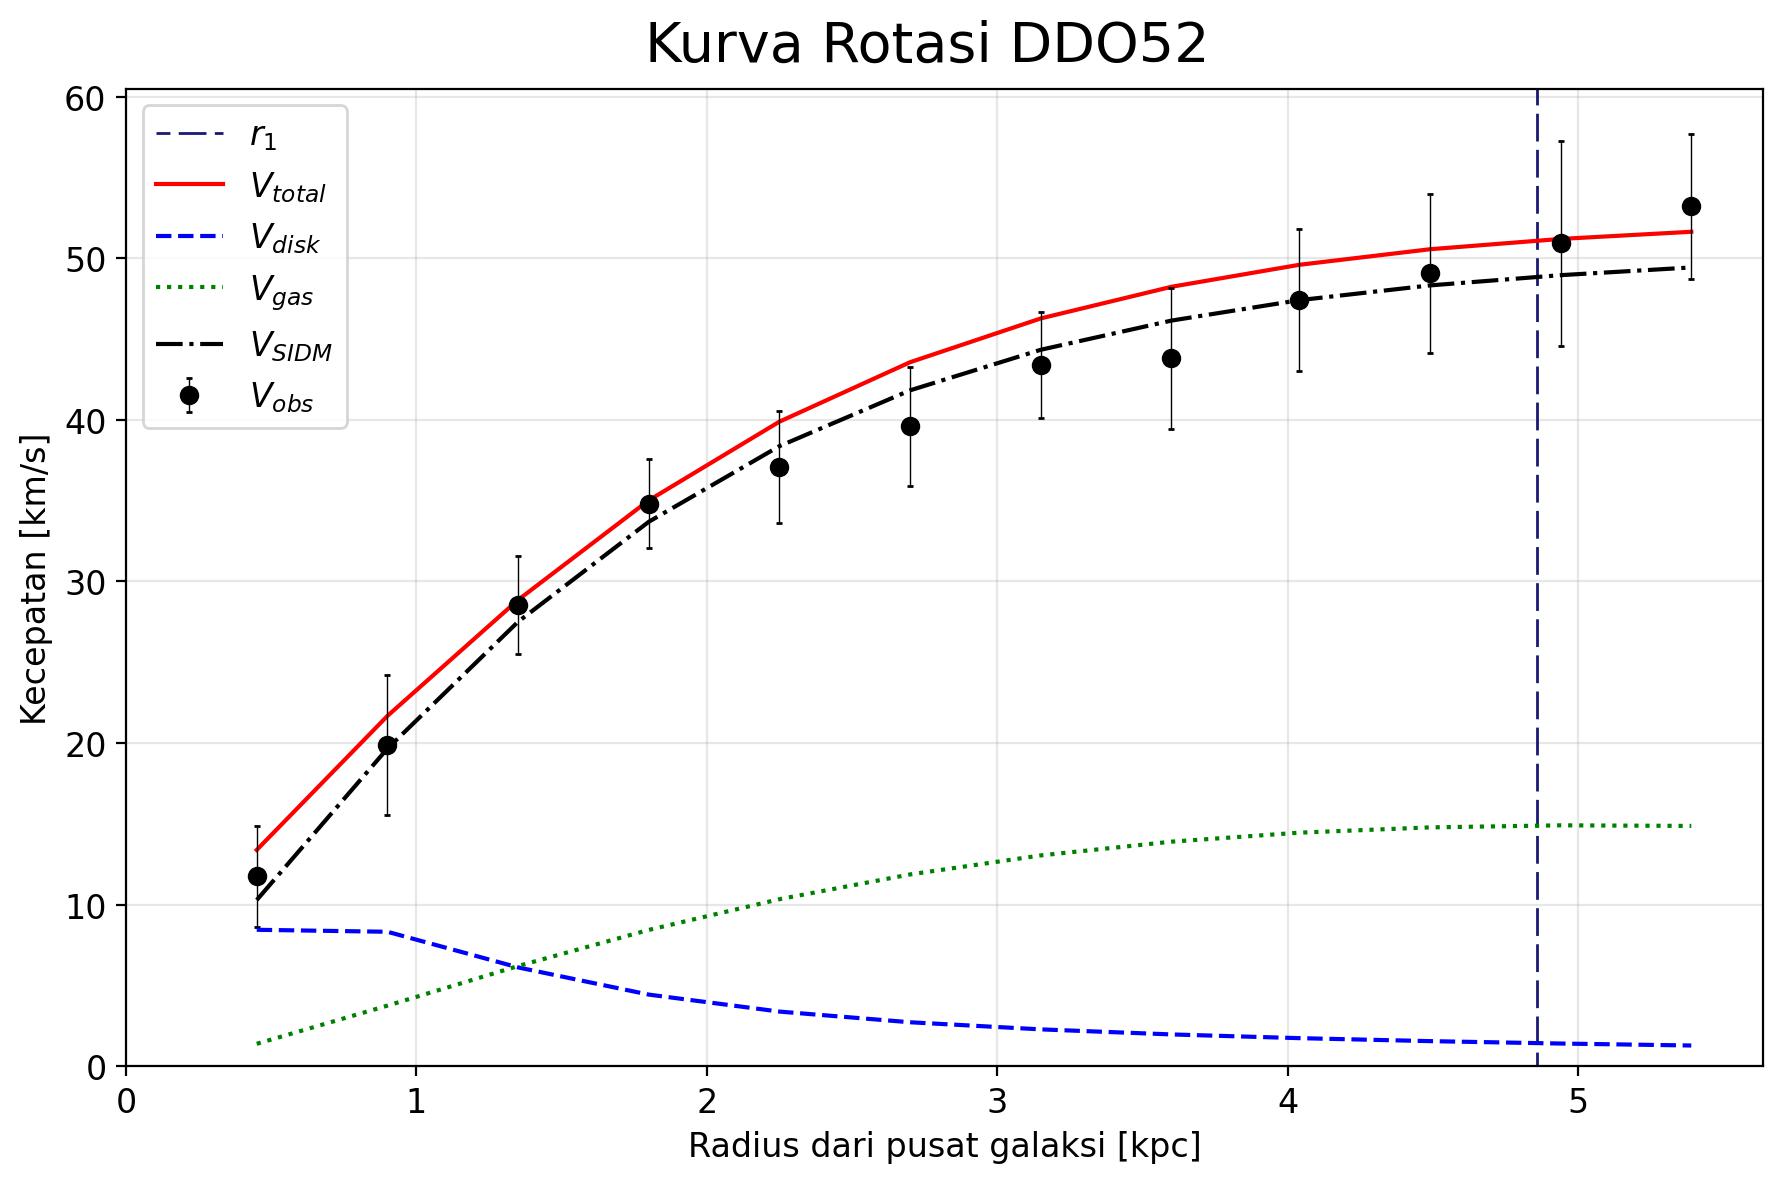 Kurva Rotasi DDO52
60
50
40
30
20
10
0
Kecepatan [km/s]
r1
Vtotal
Vdisk
Vgas
VSIDM
Vobs
0 1 2 3 4 5
Radius dari pusat galaksi [kpc]